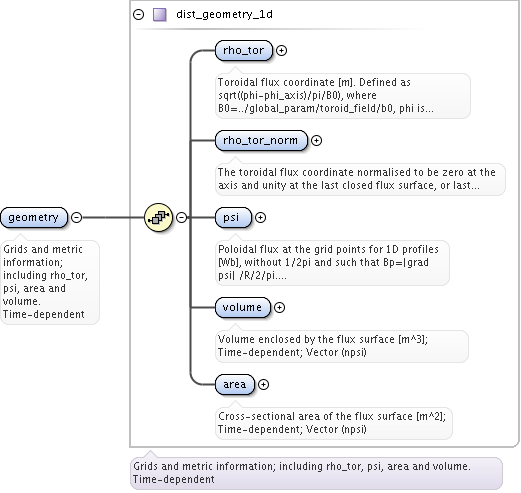 dist_geometry_1d
rho_tor
Toroidal flux coordinate [m]. Defined as
sqrt((phi-phi_axis)/pi/B0), where
B0=../global_param/toroid_field/b0, phi is...
rho_tor_norm
The toroidal flux coordinate normalised to be zero at the
axis and unity at the last closed flux surface, or last...
geometry
Grids and metric
information;
including rho_tor,
psi, area and
volume.
Time-dependent
psi
Poloidal flux at the grid points for 1D profiles
[Wb], without 1/2pi and such that Bp=|grad
psi| /R/2/pi....
volume
Volume enclosed by the flux surface [m^3];
Time-dependent; Vector (npsi)
area
Cross-sectional area of the flux surface [m^2];
Time-dependent; Vector (npsi)
Grids and metric information; including rho_tor, psi, area and volume.
Time-dependent